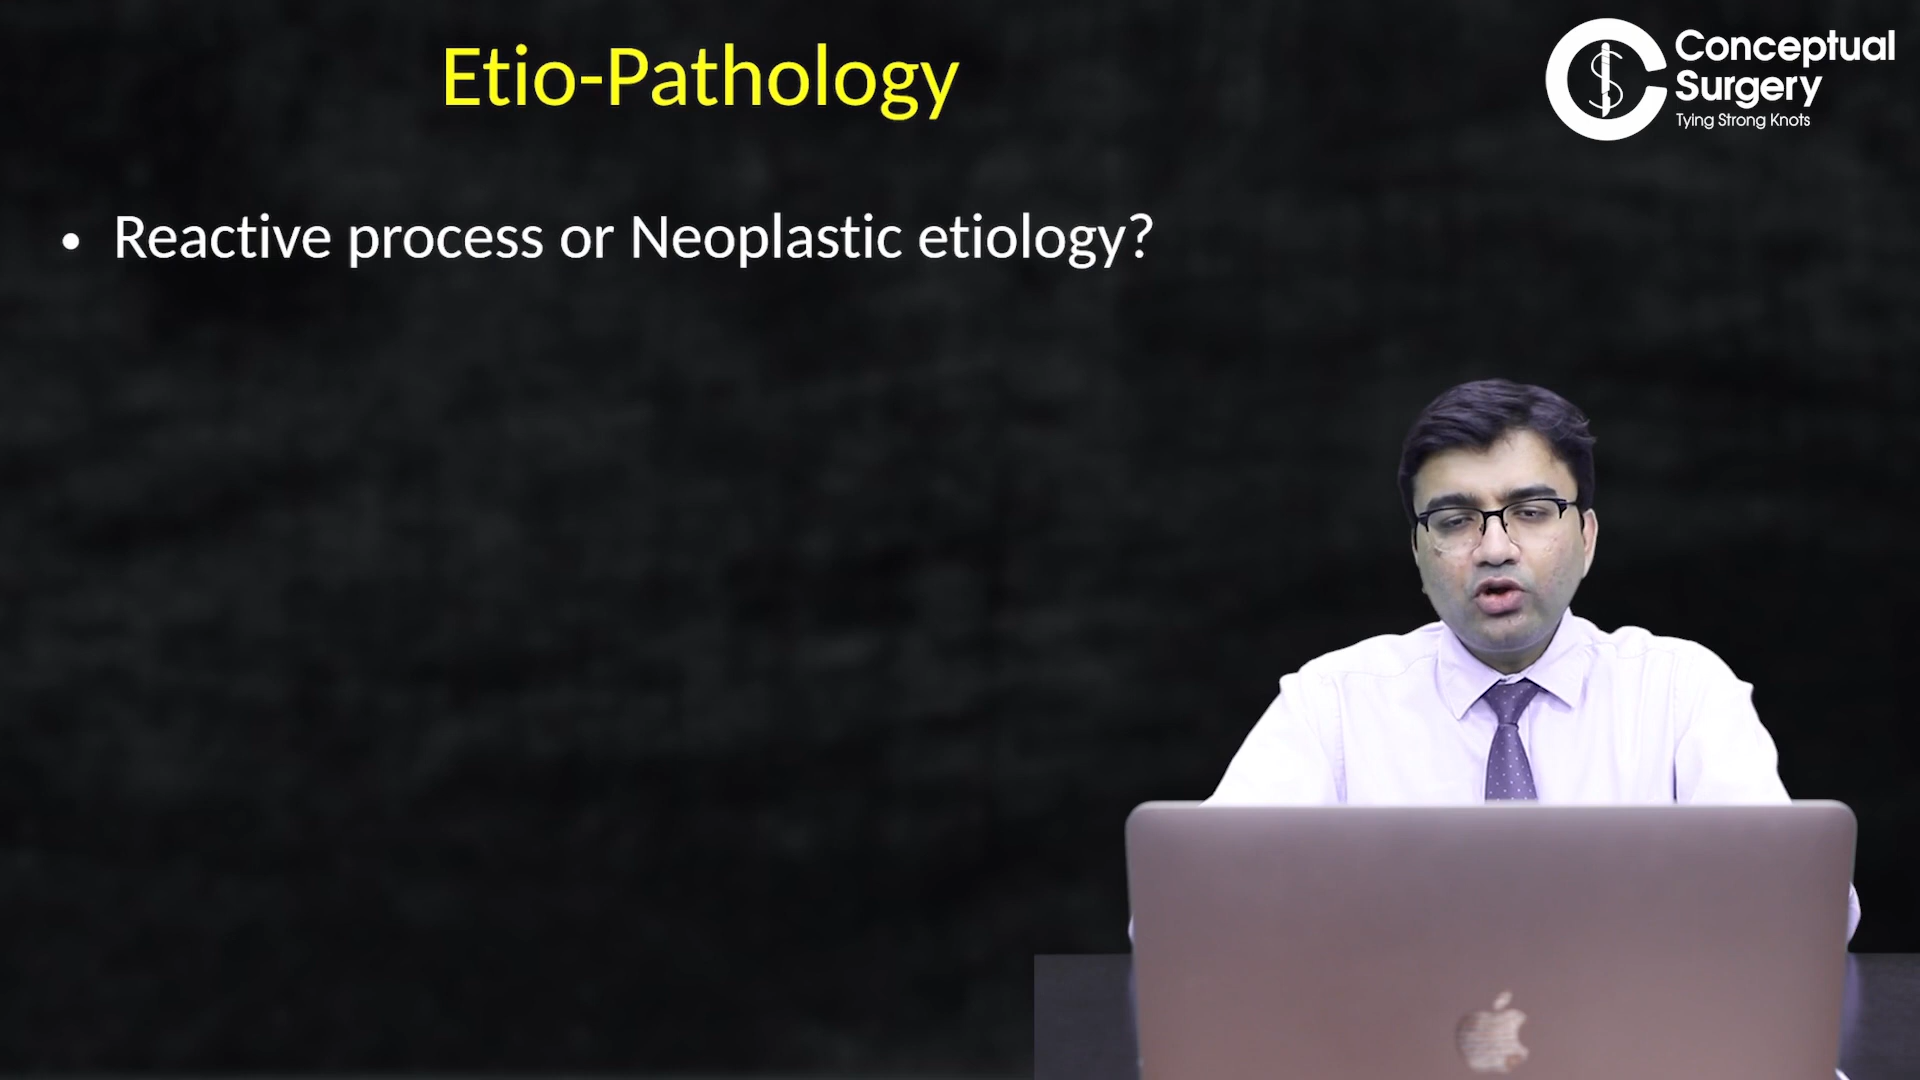 Etio-Pathology
Conceptual
Surgery
Tying Strong Knots
• Reactive process or Neoplastic etiology?